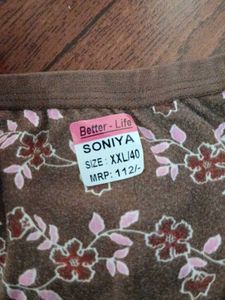 Better - Life
SONIYA
SIZE : XXL/40
MRP: 112/-